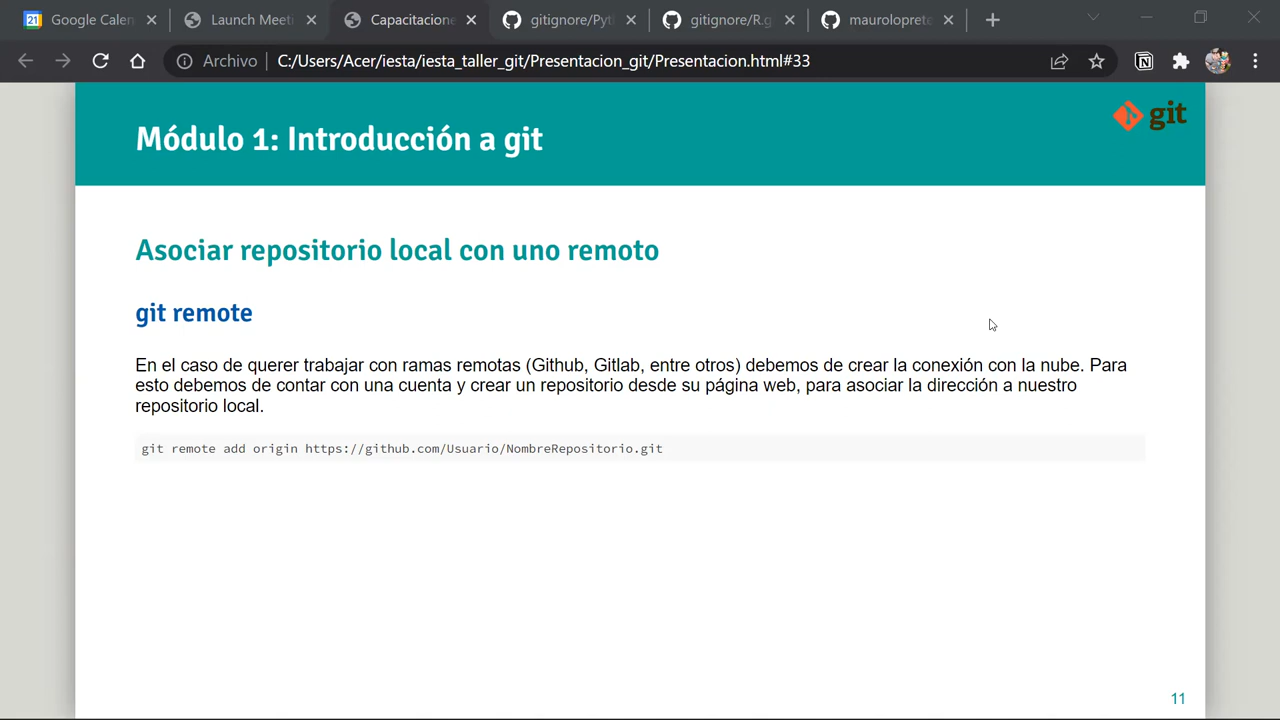 Google Calen
Launch Meeti
Capacitacione
gitignore/Pyt
gitignore/R.g
mauroloprete
Archivo
C:/Users/Acer/iesta/iesta_taller_git/Presentacion_git/Presentacion.html#33
Módulo 1: Introducción a git
git
Asociar repositorio local con uno remoto
git remote
En el caso de querer trabajar con ramas remotas (Github, Gitlab, entre otros) debemos de crear la conexión con la nube. Para
esto debemos de contar con una cuenta y crear un repositorio desde su página web, para asociar la dirección a nuestro
repositorio local.
git remote add origin https://github.com/Usuario/NombreRepositorio.git
11